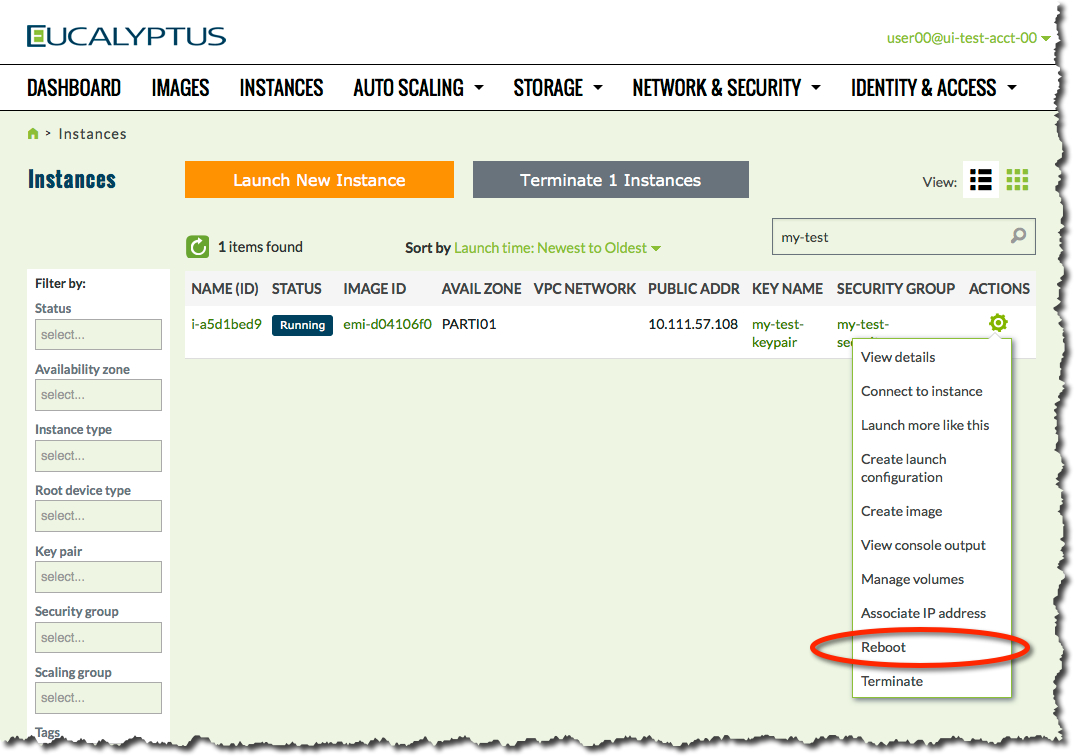 EUCALYPTUS
user00@ui-test-acct-00
DASHBOARD IMAGES INSTANCES AUTO SCALING STORAGE NETWORK & SECURITY IDENTITY & ACCESS
> Instances
Instances
Launch New Instance
Terminate 1 Instances
View:
1 items found
Sort by Launch time: Newest to Oldest
my-test
Filter by:
Status
select...
Availability zone
select...
Instance type
select...
Root device type
select...
Key pair
select...
Security group
select...
Scaling group
select...
Tags
NAME (ID) STATUS IMAGE ID AVAIL ZONE VPC NETWORK PUBLIC ADDR KEY NAME SECURITY GROUP ACTIONS
i-a5d1bed9 Running emi-d04106f0 PARTI01 10.111.57.108 my-test- my-test-
keypair
View details
Connect to instance
Launch more like this
Create launch
configuration
Create image
View console output
Manage volumes
Associate IP address
Reboot
Terminate